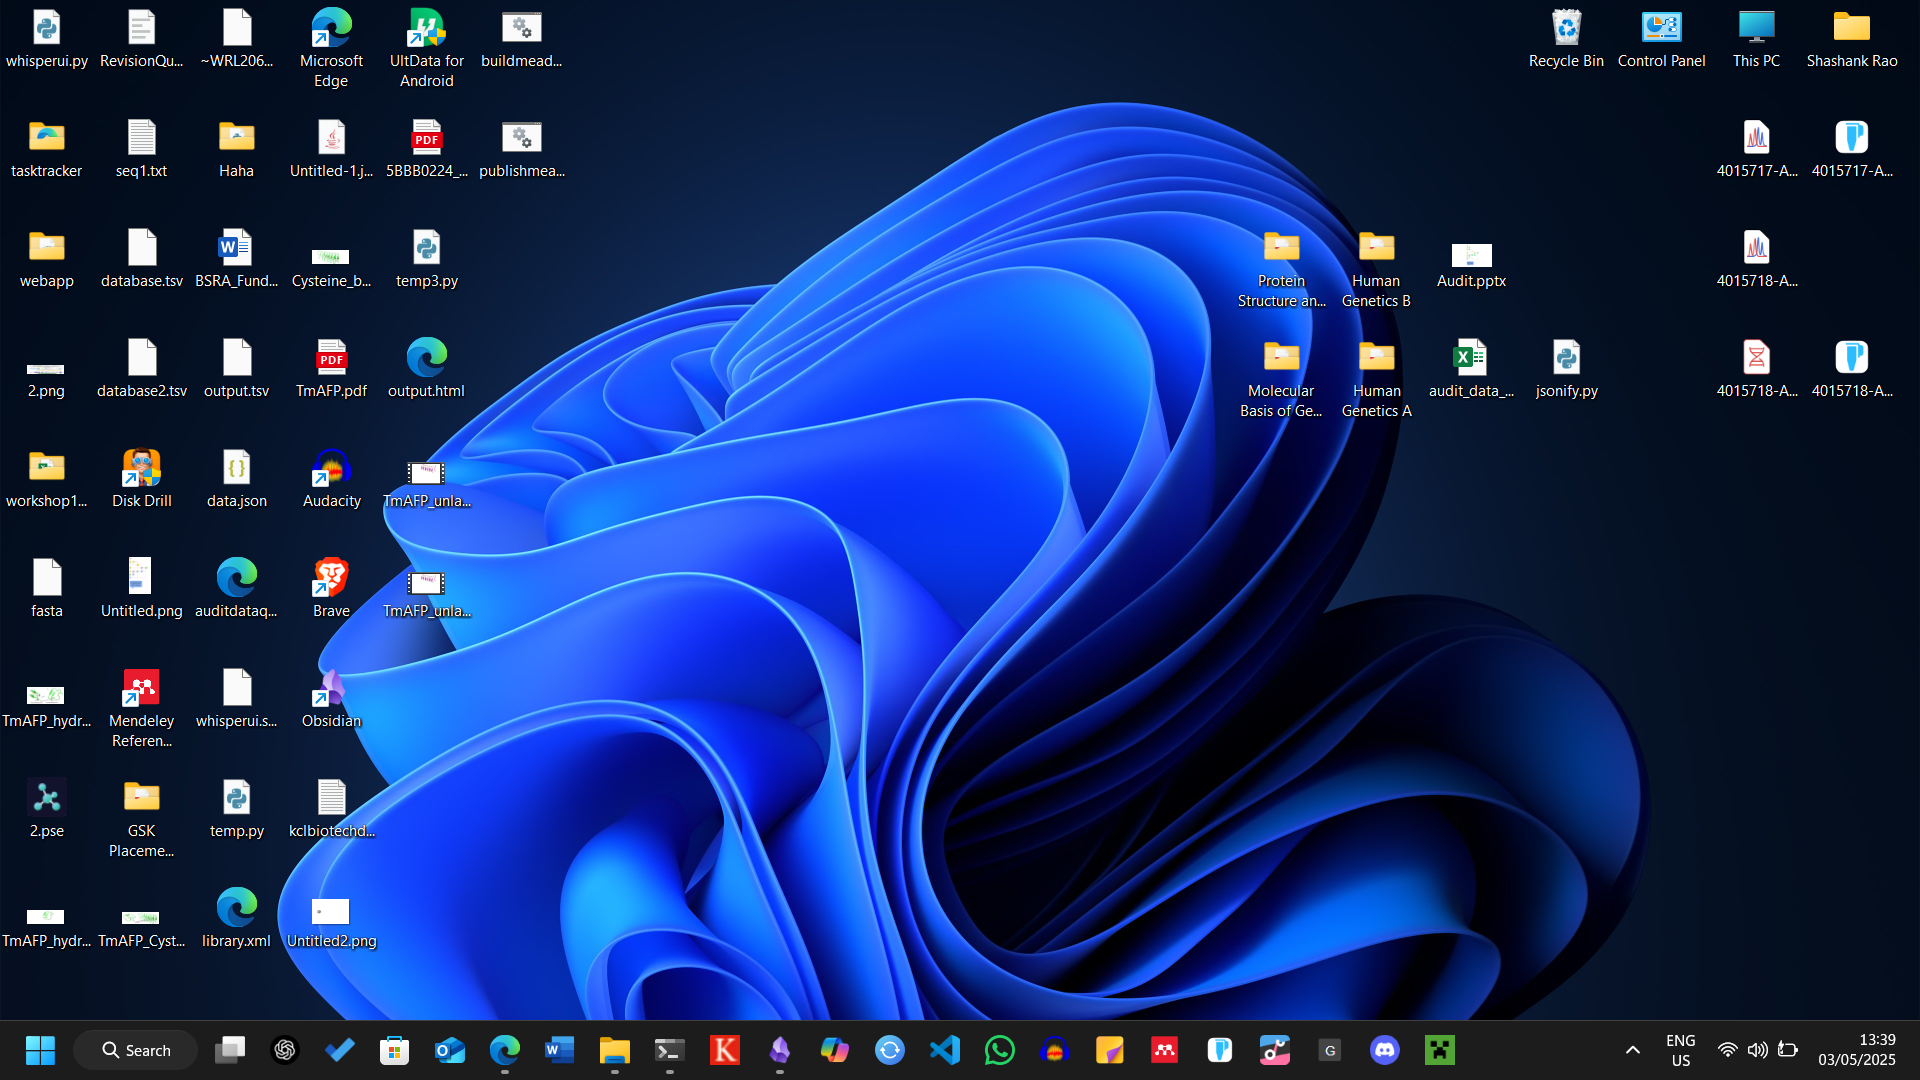 whisperui.py
RevisionQu...
~WRL206...
Microsoft
Edge
UltData for
Android
buildmead...
Recycle Bin
Control Panel
This PC
Shashank Rao
tasktracker
seq1.txt
Haha
Untitled-1.j...
PDF
5BBB0224_...
publishmea...
4015717-A...
4015717-A...
webapp
database.tsv
BSRA_Fund...
Cysteine_b...
temp3.py
Protein
Structure an...
Human
Genetics B
Audit.pptx
4015718-A...
2.png
database2.tsv
output.tsv
PDF
TmAFP.pdf
output.html
Molecular
Basis of Ge...
Human
Genetics A
audit_data_...
jsonify.py
4015718-A...
4015718-A...
workshop1...
Disk Drill
data.json
Audacity
TmAFP_unla...
fasta
Untitled.png
auditdataq...
Brave
TmAFP_unla...
TmAFP_hydr...
Mendeley
Referen...
whisperui.s...
Obsidian
2.pse
GSK
Placeme...
temp.py
kclbiotechd...
TmAFP_hydr...
TmAFP_Cyst...
library.xml
Untitled2.png
Search
ENG
US
13:39
03/05/2025